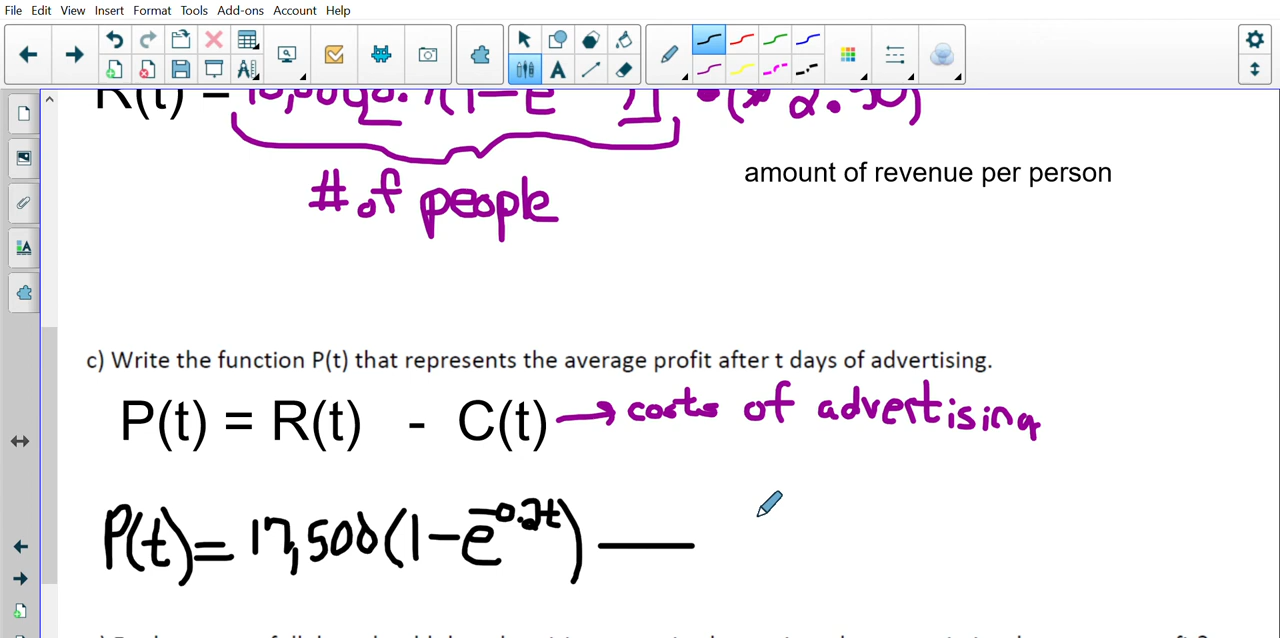 File Edit View Insert Format Tools Add-ons Account Help
R(t) =
# of people
amount of revenue per person
c) Write the function P(t) that represents the average profit after t days of advertising.
P(t) = R(t) - C(t) → costs of advertising
P(t) = 17,500(1-e^-0.2t) —